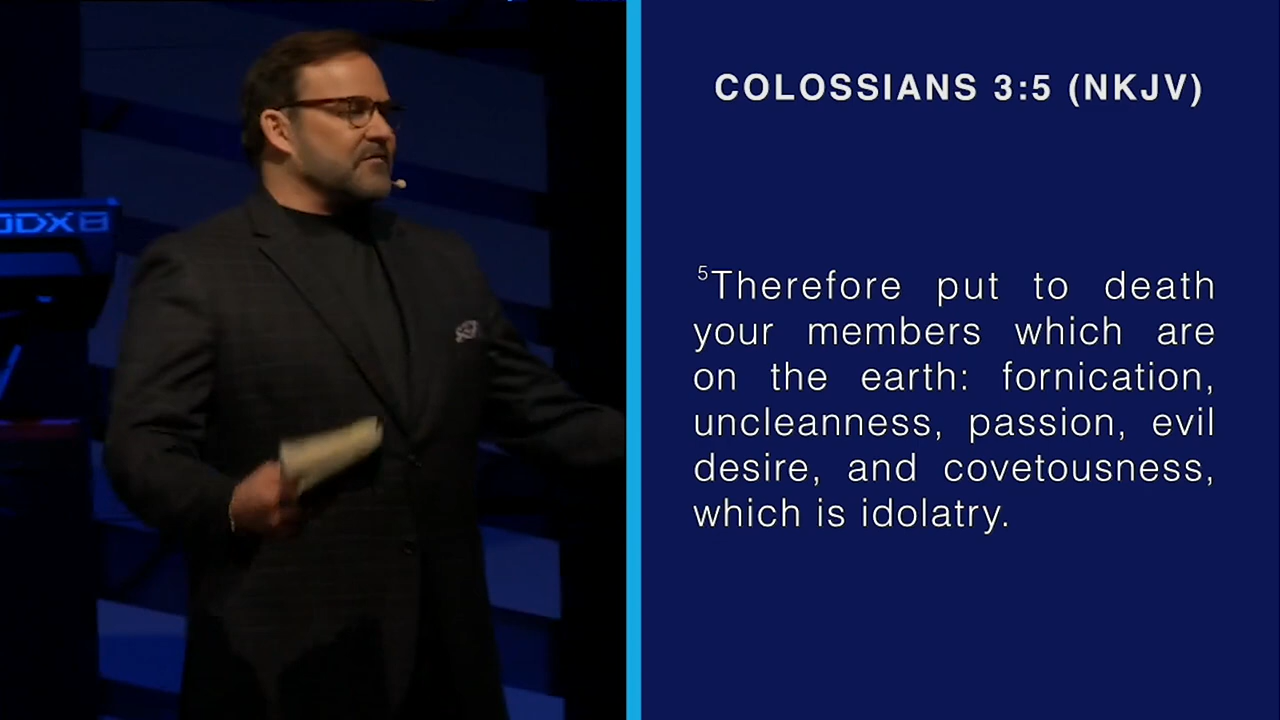 JDX8
COLOSSIANS 3:5 (NKJV)
⁵Therefore put to death
your members which are
on the earth: fornication,
uncleanness, passion, evil
desire, and covetousness,
which is idolatry.